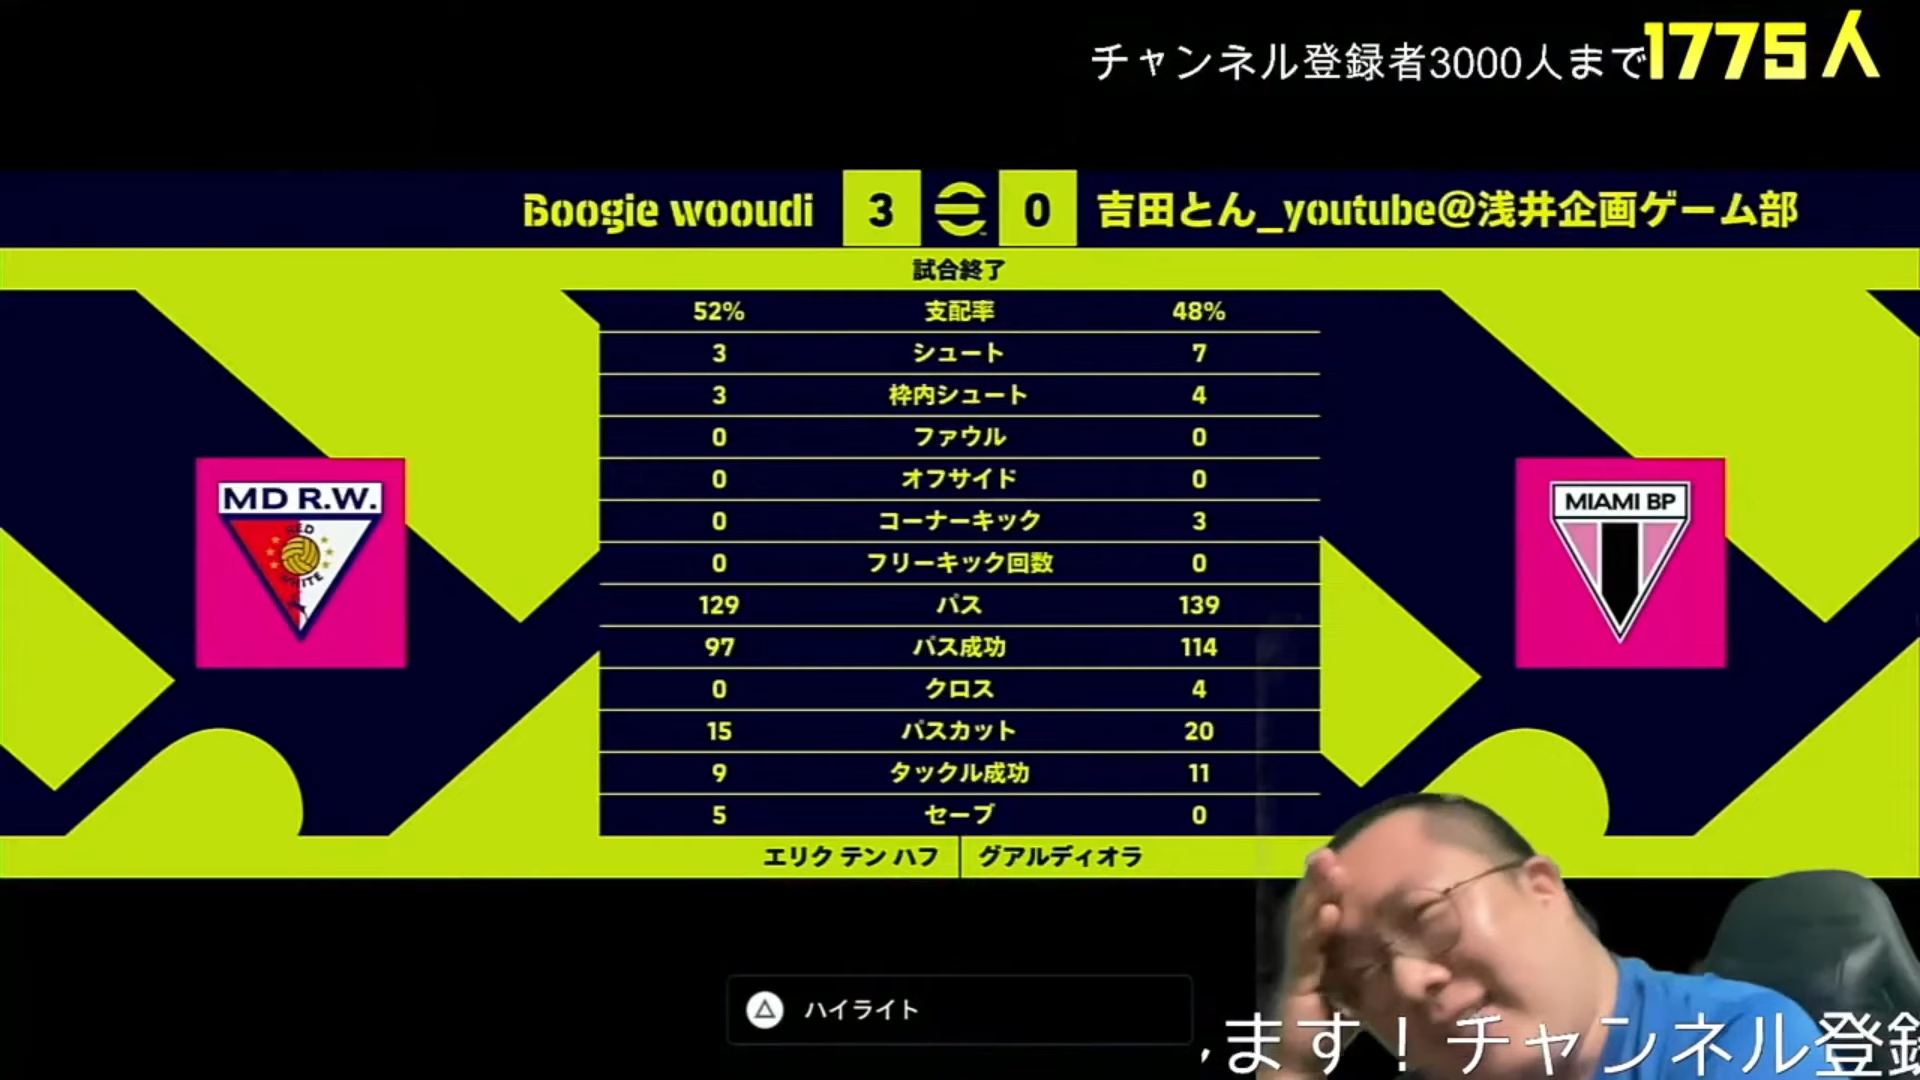 チャンネル登録者3000人まで1775人
Boogie wooudi 3 0 吉田とん_youtube@浅井企画ゲーム部
試合終了
52% 支配率 48%
3 シュート 7
3 枠内シュート 4
0 ファウル 0
0 オフサイド 0
0 コーナーキック 3
0 フリーキック回数 0
129 パス 139
97 パス成功 114
0 クロス 4
15 パスカット 20
9 タックル成功 11
5 セーブ 0
MD R.W.
RED
WHITE
MIAMI BP
エリク テン ハフ グアルディオラ
ハイライト
ます！チャンネル登録